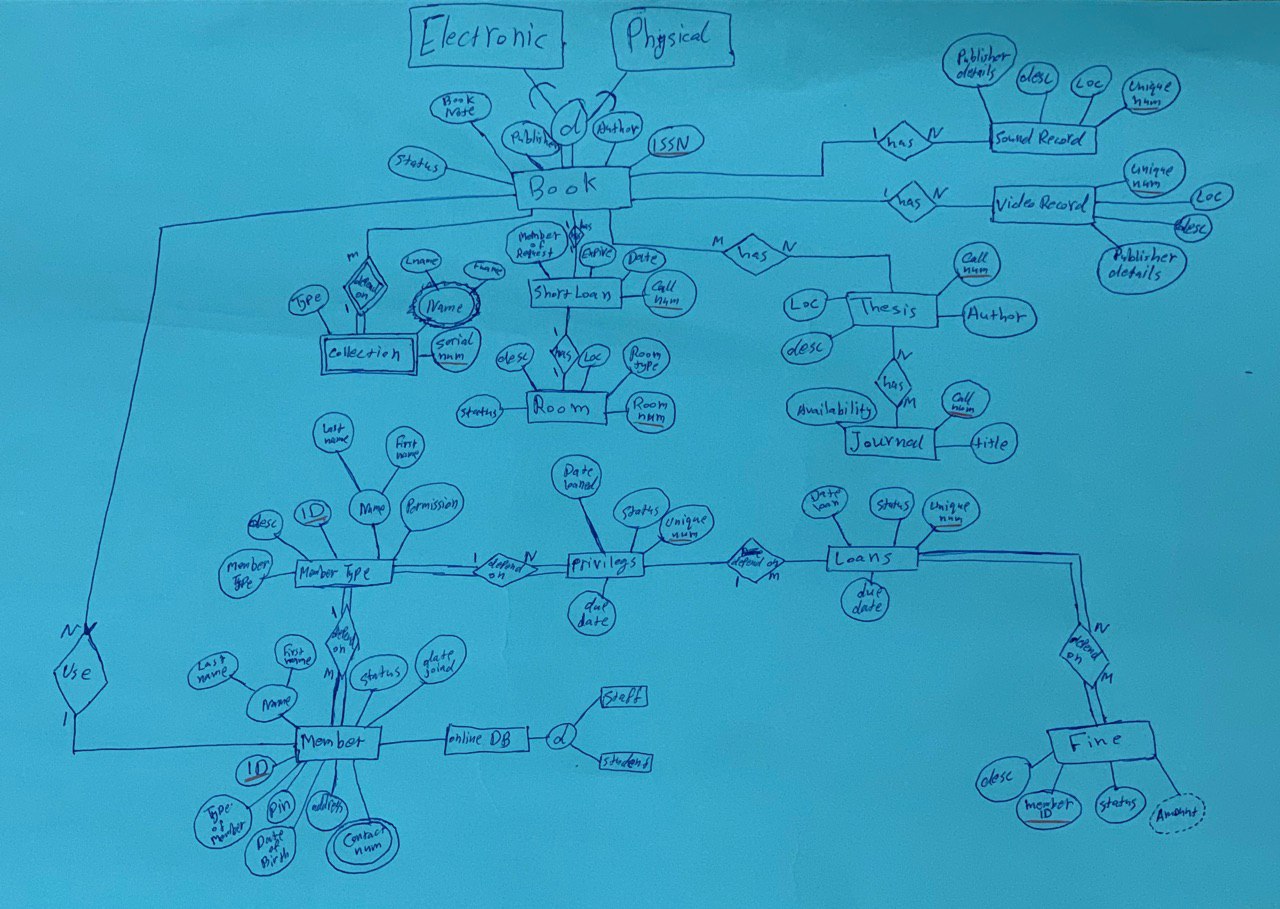 Electronic
Physical
Book
Note
Publisher
d
Author
ISSN
Status
Book
Publisher
details
desc
Loc
Unique
num
1
has
N
Sound Record
1
has
N
Video Record
Unique
num
Loc
desc
Publisher
details
M
depend
on
1
Type
Lname
Fname
Name
Collection
Serial
num
has
Member
of
Request
Expire
Date
Short Loan
Call
num
1
has
1
desc
Loc
Room
type
Status
Room
Room
num
M
has
N
Call
num
Loc
Thesis
Author
desc
N
has
M
Availability
Call
num
Journal
title
Last
name
First
name
desc
ID
Name
Permission
Member
Type
Member Type
1
depend
on
N
Date
loaned
Status
Unique
num
privilegs
due
date
depend on
1
M
Date
loan
Status
Unique
num
Loans
due
date
N
depend
on
M
Fine
desc
member
ID
status
Amount
N
Use
1
1
depend
on
M
Last
name
First
name
Name
Status
date
joiad
Member
ID
Type
of
Member
pin
Date
of
Birth
address
Contact
num
online DB
d
Staff
Student